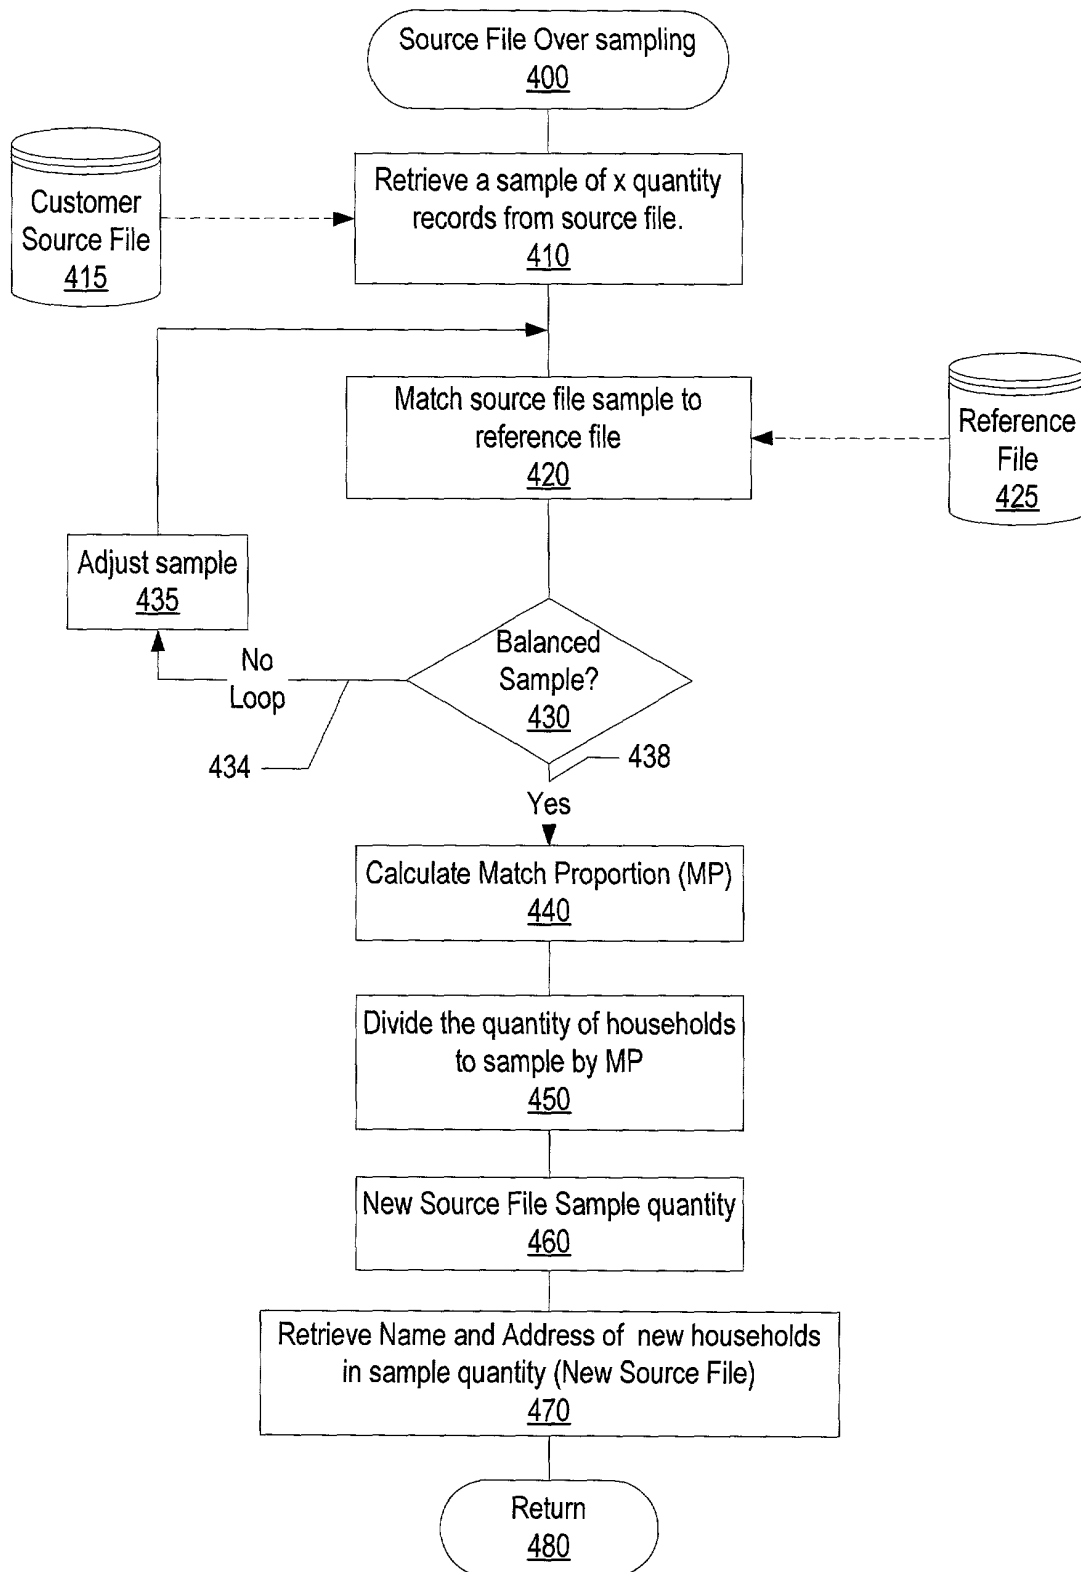 Source File Over sampling
400
Customer
Source File
415
Retrieve a sample of x quantity
records from source file.
410
Match source file sample to
reference file
420
Reference
File
425
Adjust sample
435
Balanced
Sample?
430
No
Loop
434
438
Yes
Calculate Match Proportion (MP)
440
Divide the quantity of households
to sample by MP
450
New Source File Sample quantity
460
Retrieve Name and Address of new households
in sample quantity (New Source File)
470
Return
480